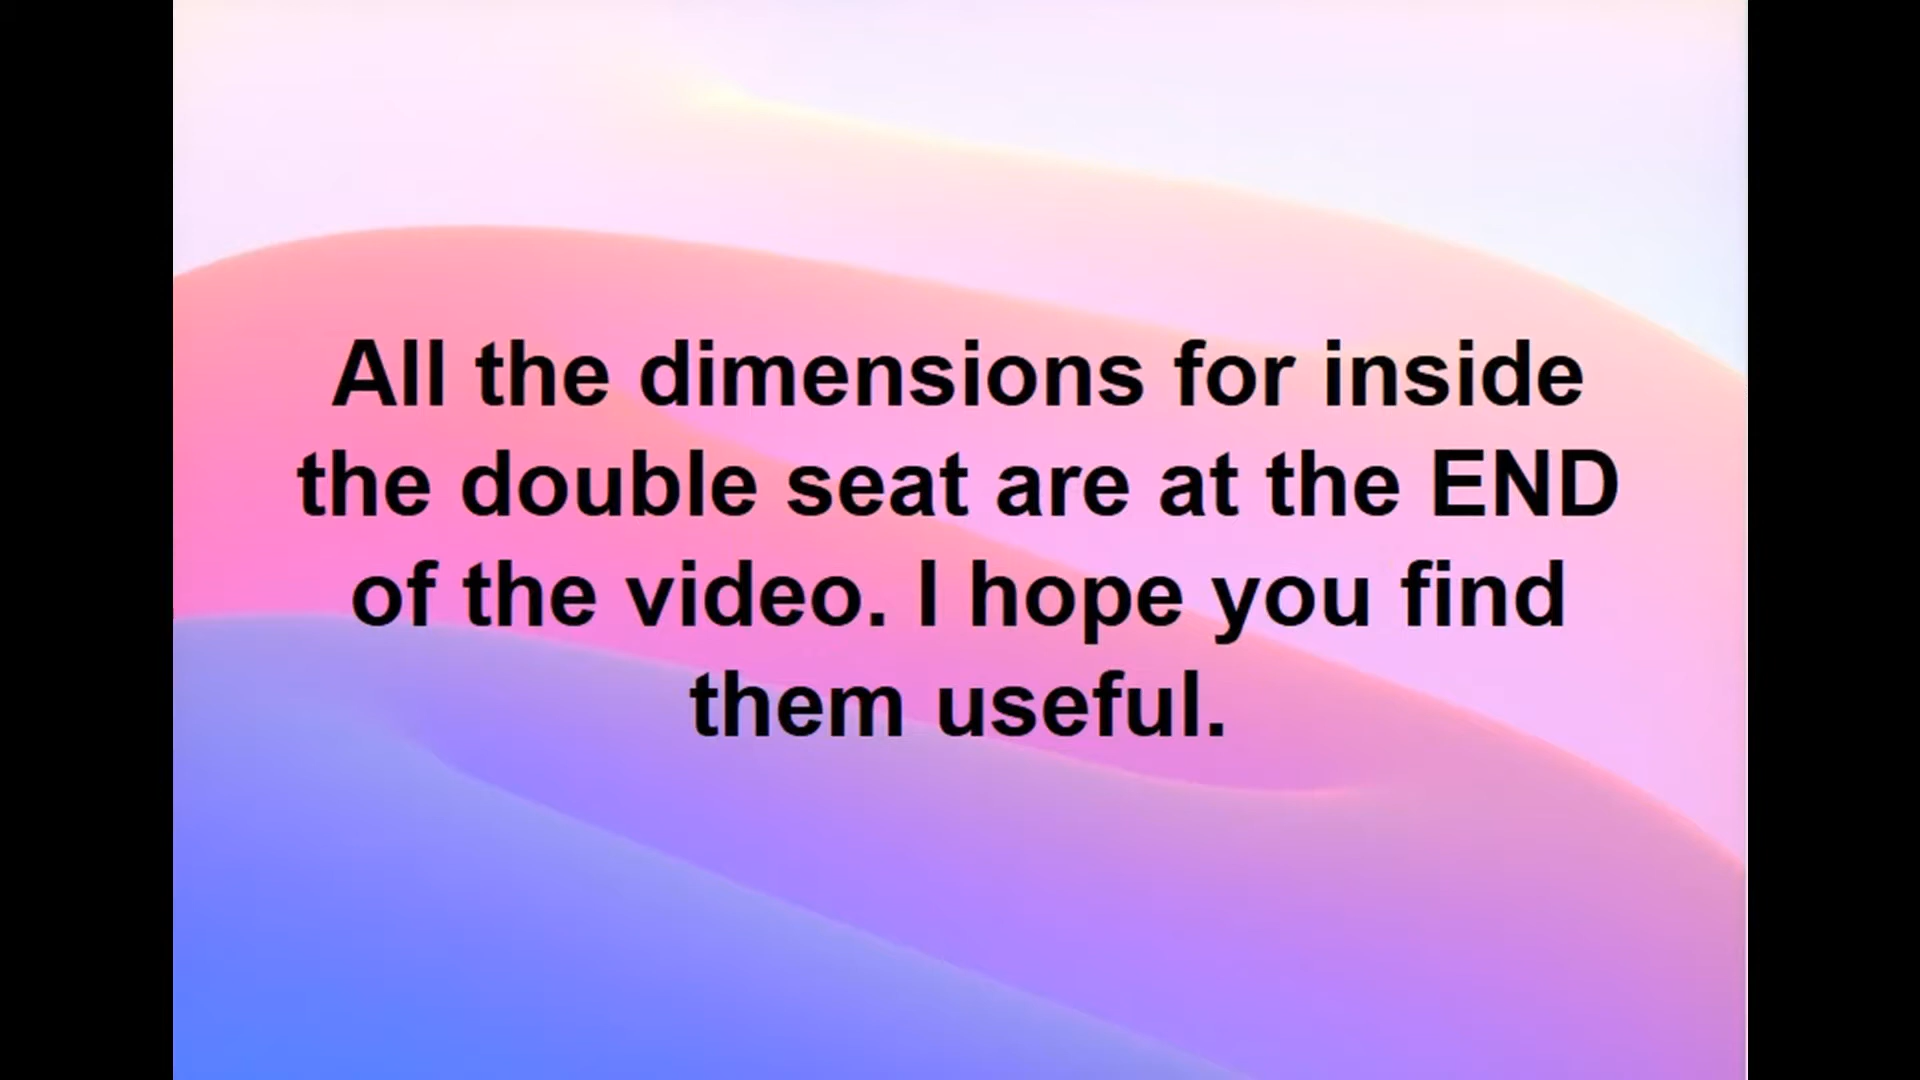 All the dimensions for inside
the double seat are at the END
of the video. I hope you find
them useful.